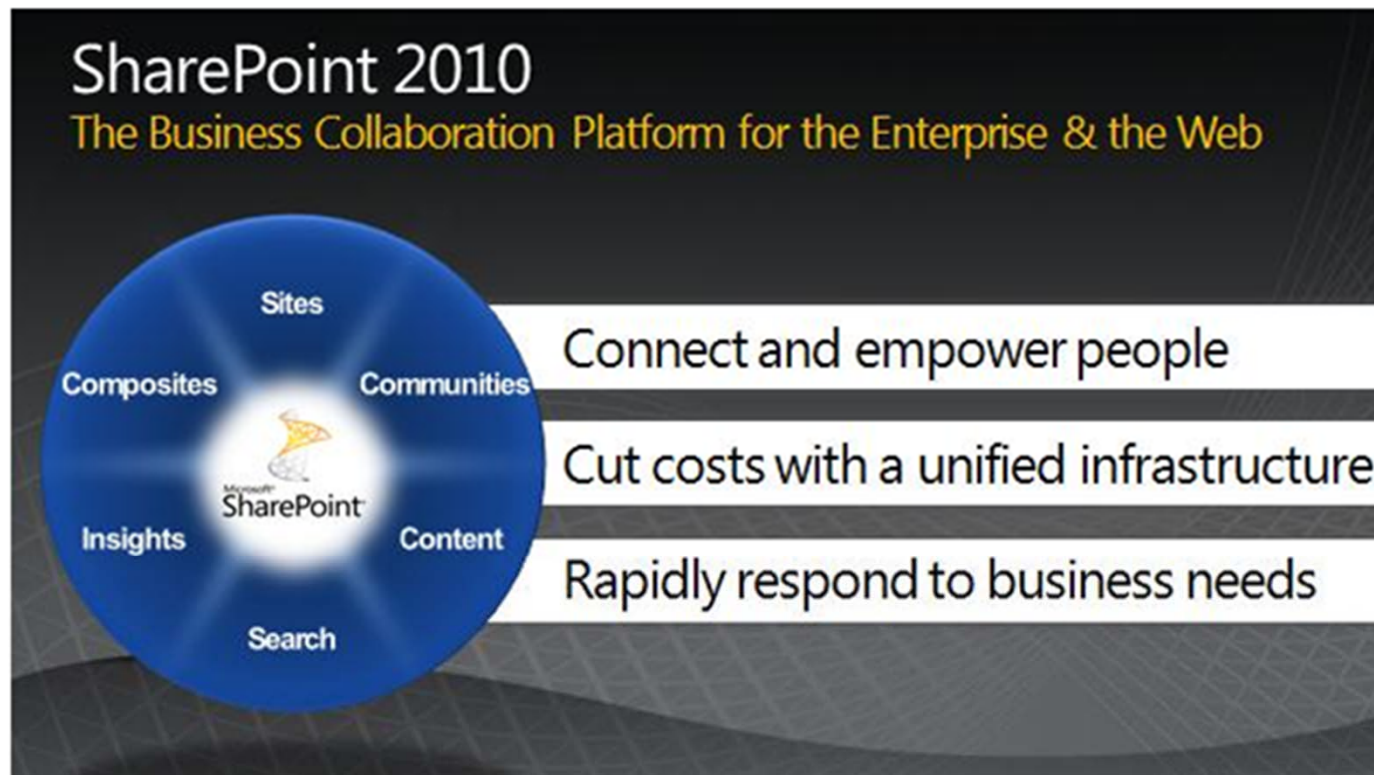 SharePoint 2010
The Business Collaboration Platform for the Enterprise & the Web
Sites
Composites
Communities
Microsoft®
SharePoint
Insights
Content
Search
Connect and empower people
Cut costs with a unified infrastructure
Rapidly respond to business needs